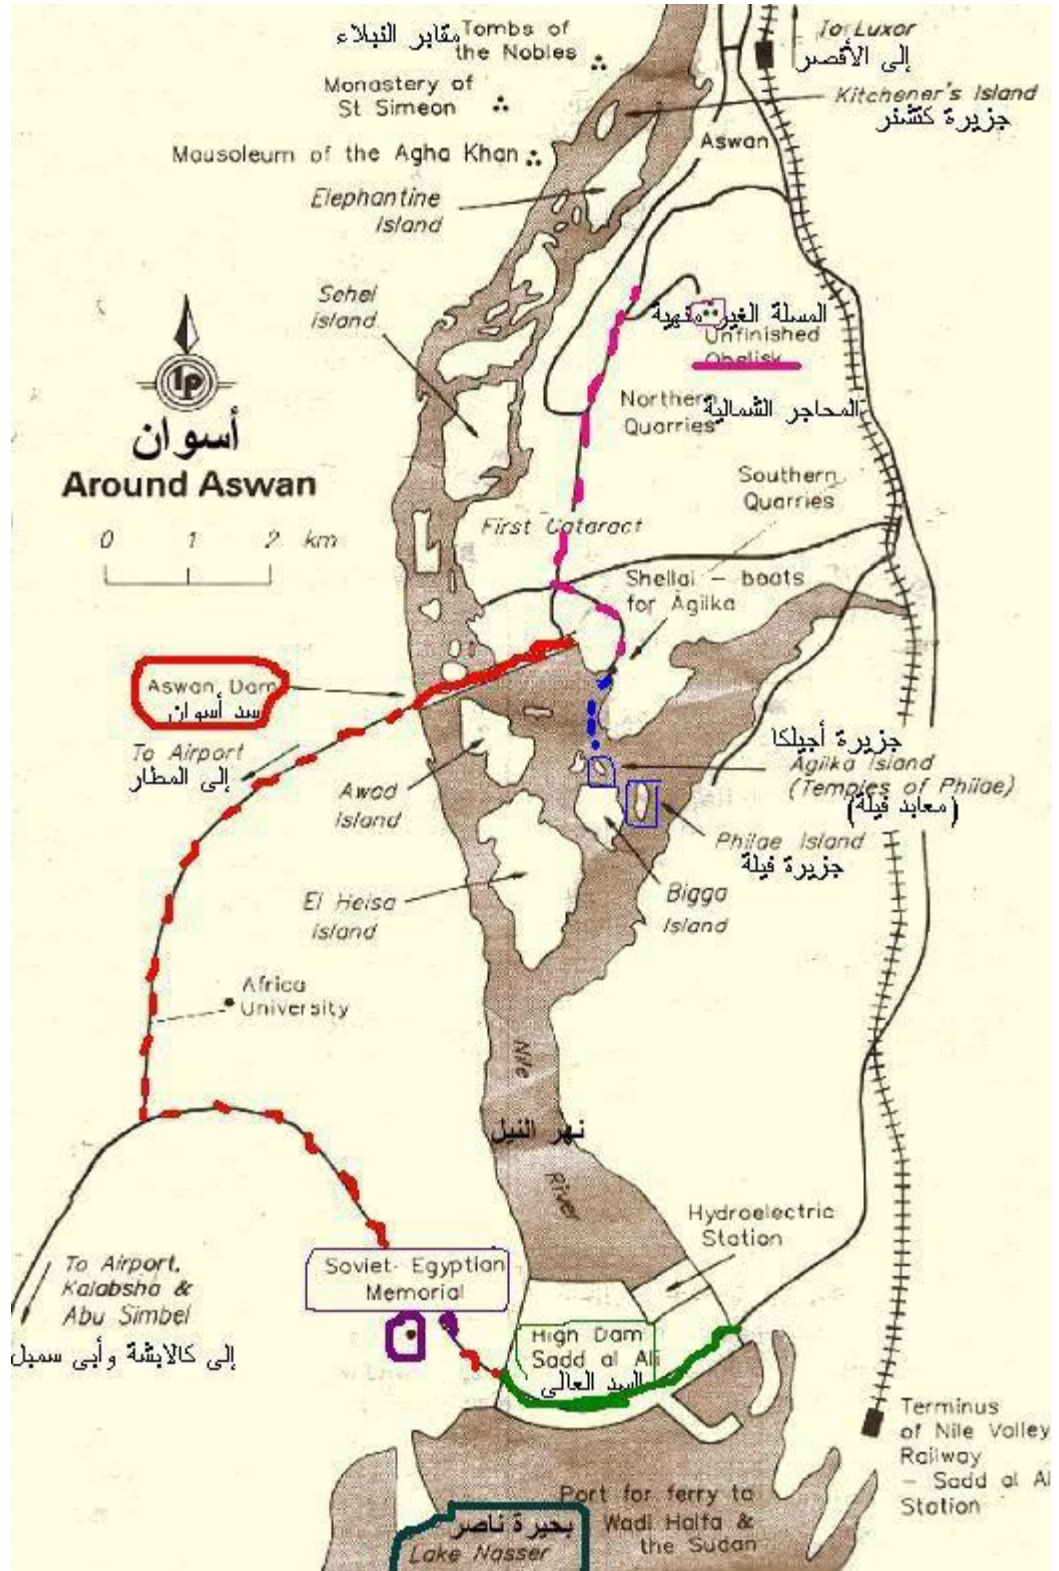 مقابر النبلاء Tombs of
the Nobles
To Luxor
إلى الأقصر
Monastery of
St Simeon
Kitchener's Island
جزيرة كتشنر
Aswan
Mausoleum of the Agha Khan
Elephantine
Island
Sehel
island
المسلة الغير منهية
Unfinished
Obelisk
lp
أسوان
Around Aswan
Northern
Quarries
المحاجر الشمالية
Southern
Quarries
0 1 2 km
First Cataract
Shellal – boats
for Agilka
Aswan Dam
سد أسوان
To Airport
إلى المطار
جزيرة أجيلكا
Agilka Island
(Temples of Philae)
(معابد فيلة)
Awad
Island
Philae Island
جزيرة فيلة
El Heisa
island
Bigga
Island
Africa
University
Nile
نهر النيل
River
Hydroelectric
Station
To Airport,
Kalabsha &
Abu Simbel
إلى كالابشة وأبى سمبل
Soviet-Egyptian
Memorial
High Dam
Sadd al Ali
السد العالى
Terminus
of Nile Valley
Railway
– Sadd al Al
Station
Port for ferry to
Wadi Halfa &
the Sudan
بحيرة ناصر
Lake Nasser